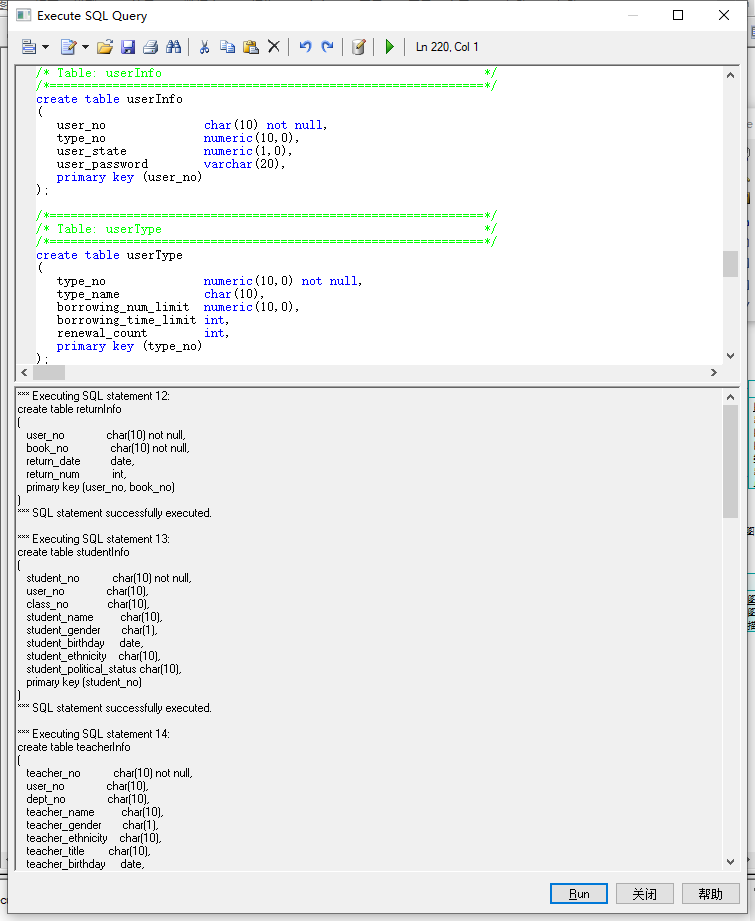 Execute SQL Query
Ln 220, Col 1
/* Table: userInfo */
/*==============================================================*/
create table userInfo
(
user_no char(10) not null,
type_no numeric(10,0),
user_state numeric(1,0),
user_password varchar(20),
primary key (user_no)
);
/*==============================================================*/
/* Table: userType */
/*==============================================================*/
create table userType
(
type_no numeric(10,0) not null,
type_name char(10),
borrowing_num_limit numeric(10,0),
borrowing_time_limit int,
renewal_count int,
primary key (type_no)
);
*** Executing SQL statement 12:
create table returnInfo
(
user_no char(10) not null,
book_no char(10) not null,
return_date date,
return_num int,
primary key (user_no, book_no)
)
*** SQL statement successfully executed.
*** Executing SQL statement 13:
create table studentInfo
(
student_no char(10) not null,
user_no char(10),
class_no char(10),
student_name char(10),
student_gender char(1),
student_birthday date,
student_ethnicity char(10),
student_political_status char(10),
primary key (student_no)
)
*** SQL statement successfully executed.
*** Executing SQL statement 14:
create table teacherInfo
(
teacher_no char(10) not null,
user_no char(10),
dept_no char(10),
teacher_name char(10),
teacher_gender char(1),
teacher_ethnicity char(10),
teacher_title char(10),
teacher_birthday date,
Run 关闭 帮助